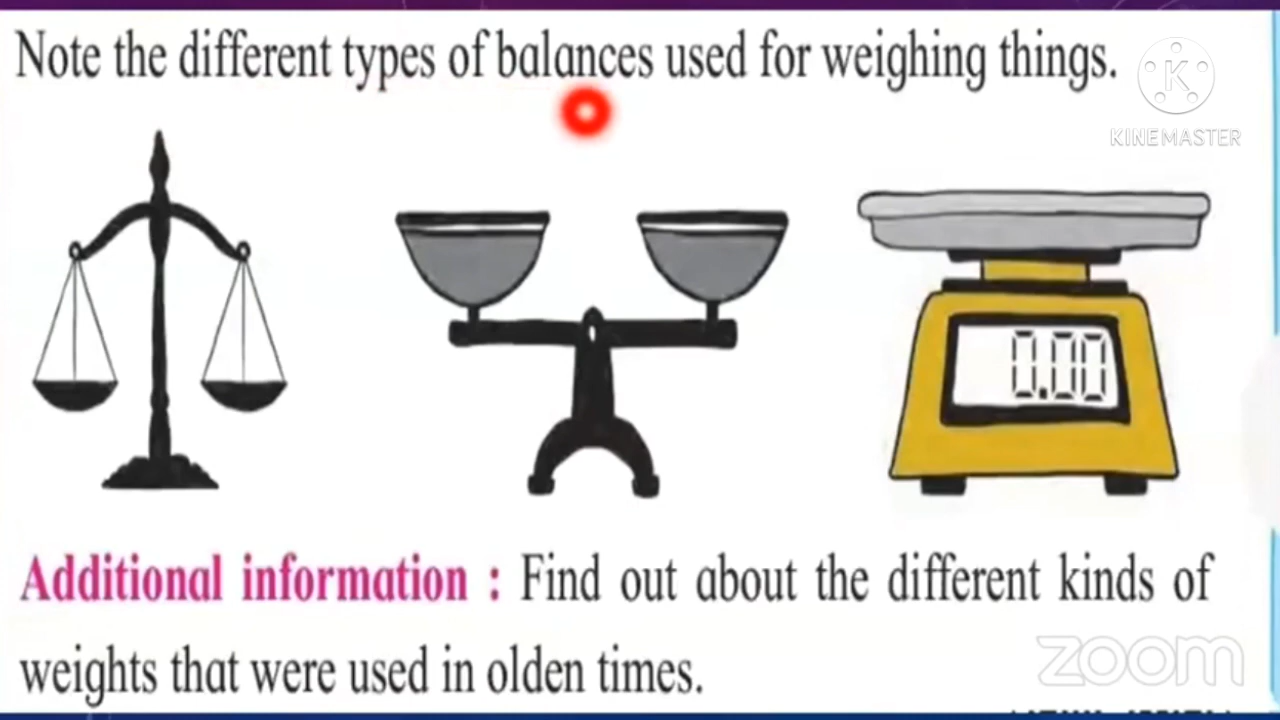 Note the different types of balances used for weighing things.
K
KINEMASTER
0.00
Additional information : Find out about the different kinds of
weights that were used in olden times.
zoom